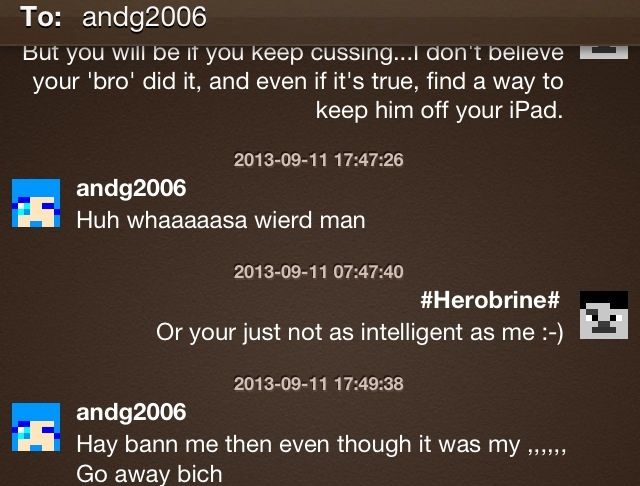 To: andg2006
But you will be if you keep cussing...I don't believe
your 'bro' did it, and even if it's true, find a way to
keep him off your iPad.
2013-09-11 17:47:26
andg2006
Huh whaaaaasa wierd man
2013-09-11 07:47:40
#Herobrine#
Or your just not as intelligent as me :-)
2013-09-11 17:49:38
andg2006
Hay bann me then even though it was my ,,,,,,
Go away bich